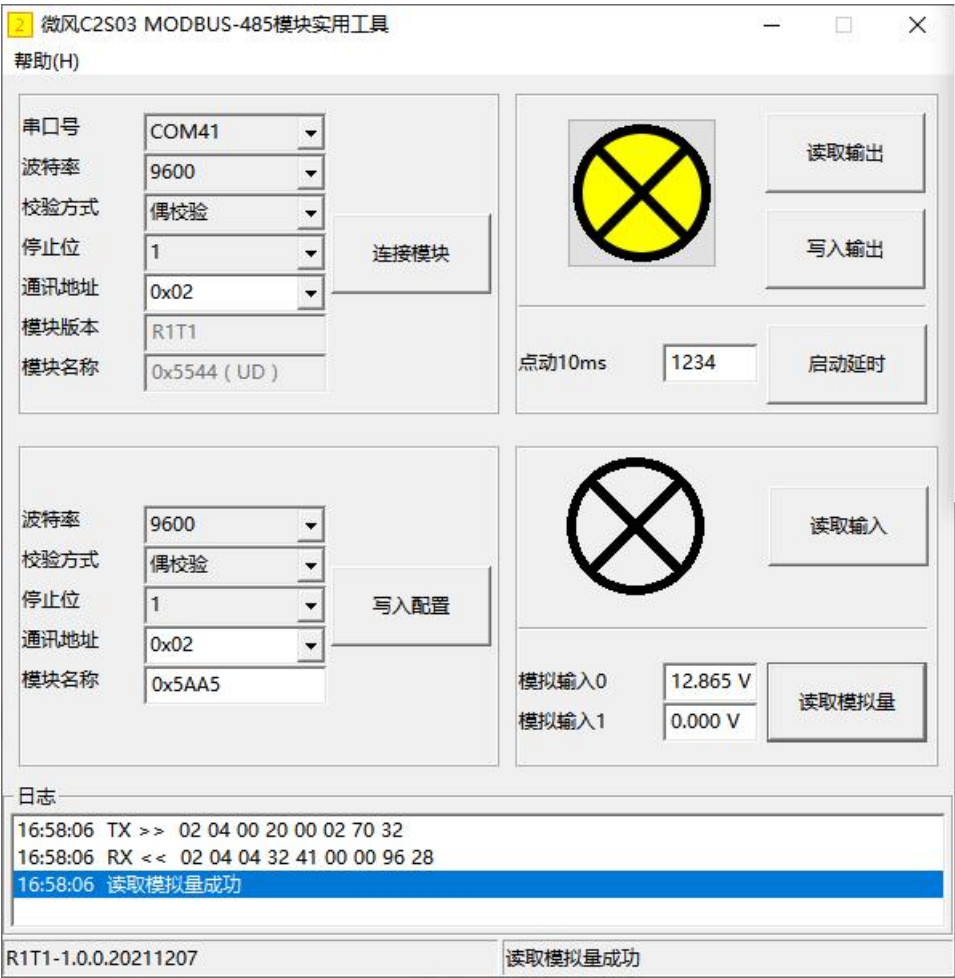 2 微风C2S03 MODBUS-485模块实用工具
帮助(H)
串口号 COM41
波特率 9600
校验方式 偶校验
停止位 1
通讯地址 0x02
模块版本 R1T1
模块名称 0x5544 ( UD )
连接模块
读取输出
写入输出
点动10ms 1234 启动延时
波特率 9600
校验方式 偶校验
停止位 1
通讯地址 0x02
模块名称 0x5AA5
写入配置
读取输入
模拟输入0 12.865 V
模拟输入1 0.000 V
读取模拟量
日志
16:58:06 TX >> 02 04 00 20 00 02 70 32
16:58:06 RX << 02 04 04 32 41 00 00 96 28
16:58:06 读取模拟量成功
R1T1-1.0.0.20211207 读取模拟量成功